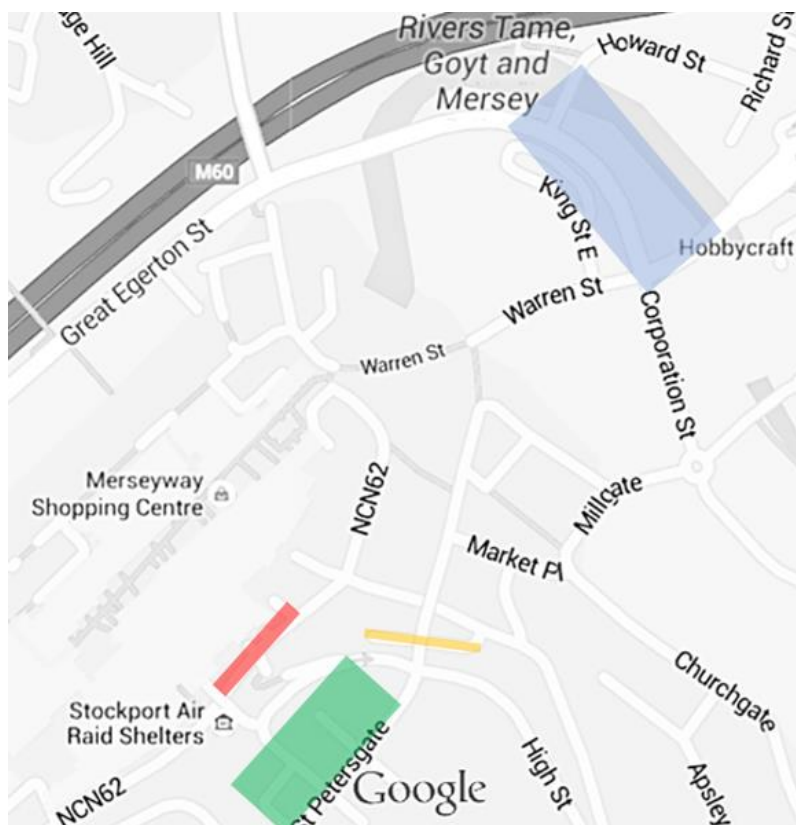 ge Hill
Rivers Tame,
Goyt and
Mersey
Howard St
Richard St
M60
King St E
Great Egerton St
Hobbycraft
Warren St
Warren St
Corporation St
Merseyway
Shopping Centre
NCN62
Millgate
Market Pl
Churchgate
Stockport Air
Raid Shelters
High St
st Petersgate
Apsley
NCN62
Google